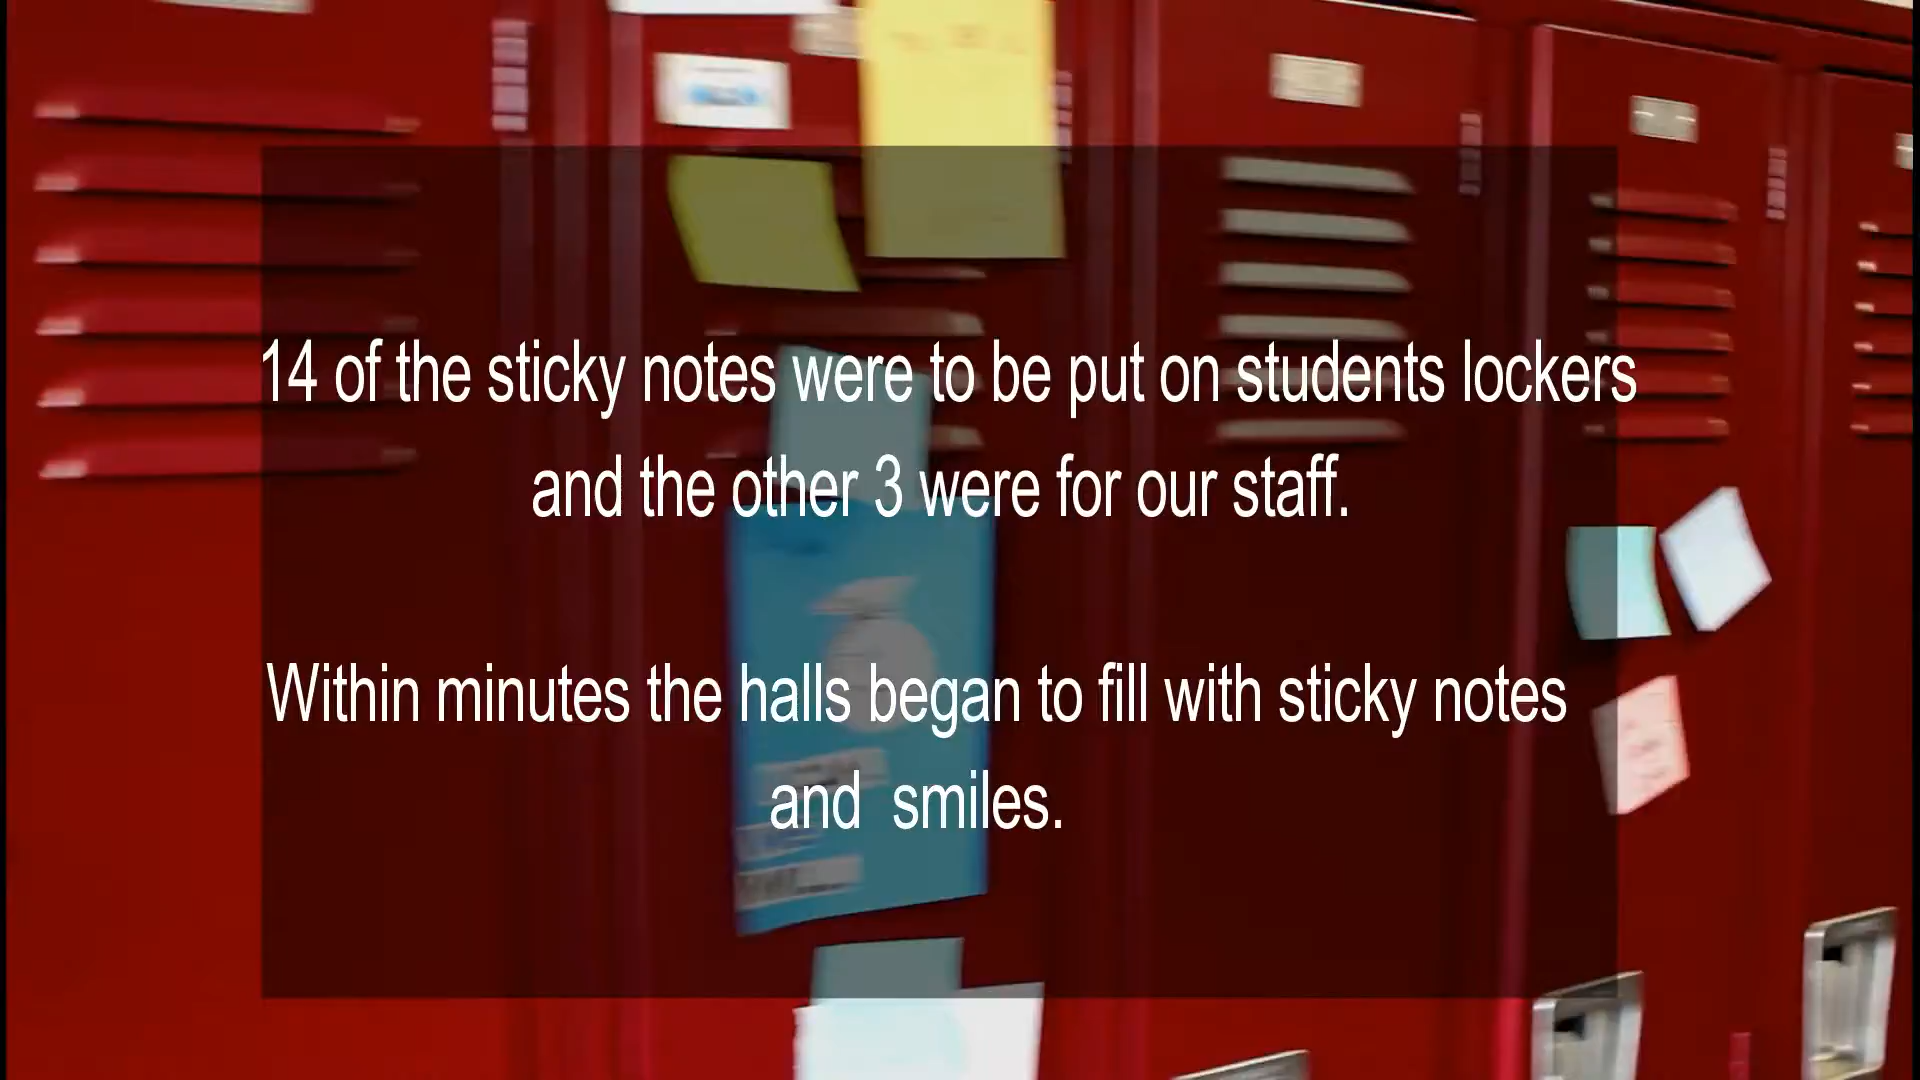 14 of the sticky notes were to be put on students lockers
and the other 3 were for our staff.
Within minutes the halls began to fill with sticky notes
and  smiles.